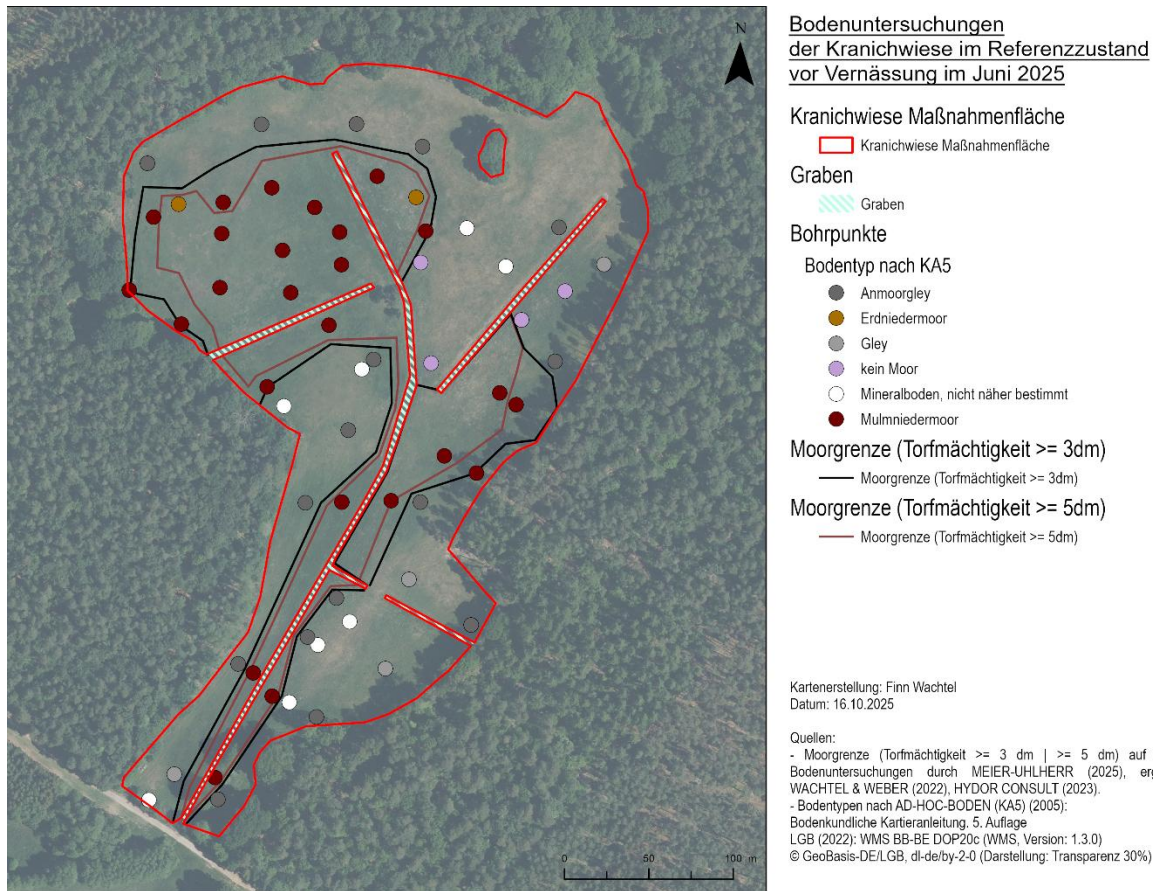 N
0 50 100 m
Bodenuntersuchungen
der Kranichwiese im Referenzzustand
vor Vernässung im Juni 2025
Kranichwiese Maßnahmenfläche
Kranichwiese Maßnahmenfläche
Graben
Graben
Bohrpunkte
Bodentyp nach KA5
Anmoorgley
Erdniedermoor
Gley
kein Moor
Mineralboden, nicht näher bestimmt
Mulmniedermoor
Moorgrenze (Torfmächtigkeit >= 3dm)
Moorgrenze (Torfmächtigkeit >= 3dm)
Moorgrenze (Torfmächtigkeit >= 5dm)
Moorgrenze (Torfmächtigkeit >= 5dm)
Kartenerstellung: Finn Wachtel
Datum: 16.10.2025
Quellen:
- Moorgrenze (Torfmächtigkeit >= 3 dm | >= 5 dm) auf
Bodenuntersuchungen durch MEIER-UHLHERR (2025),
WACHTEL & WEBER (2022), HYDOR CONSULT (2023).
- Bodentypen nach AD-HOC-BODEN (KA5) (2005):
Bodenkundliche Kartieranleitung. 5. Auflage
LGB (2022): WMS BB-BE DOP20c (WMS, Version: 1.3.0)
© GeoBasis-DE/LGB, dl-de/by-2-0 (Darstellung: Transparenz 30%)